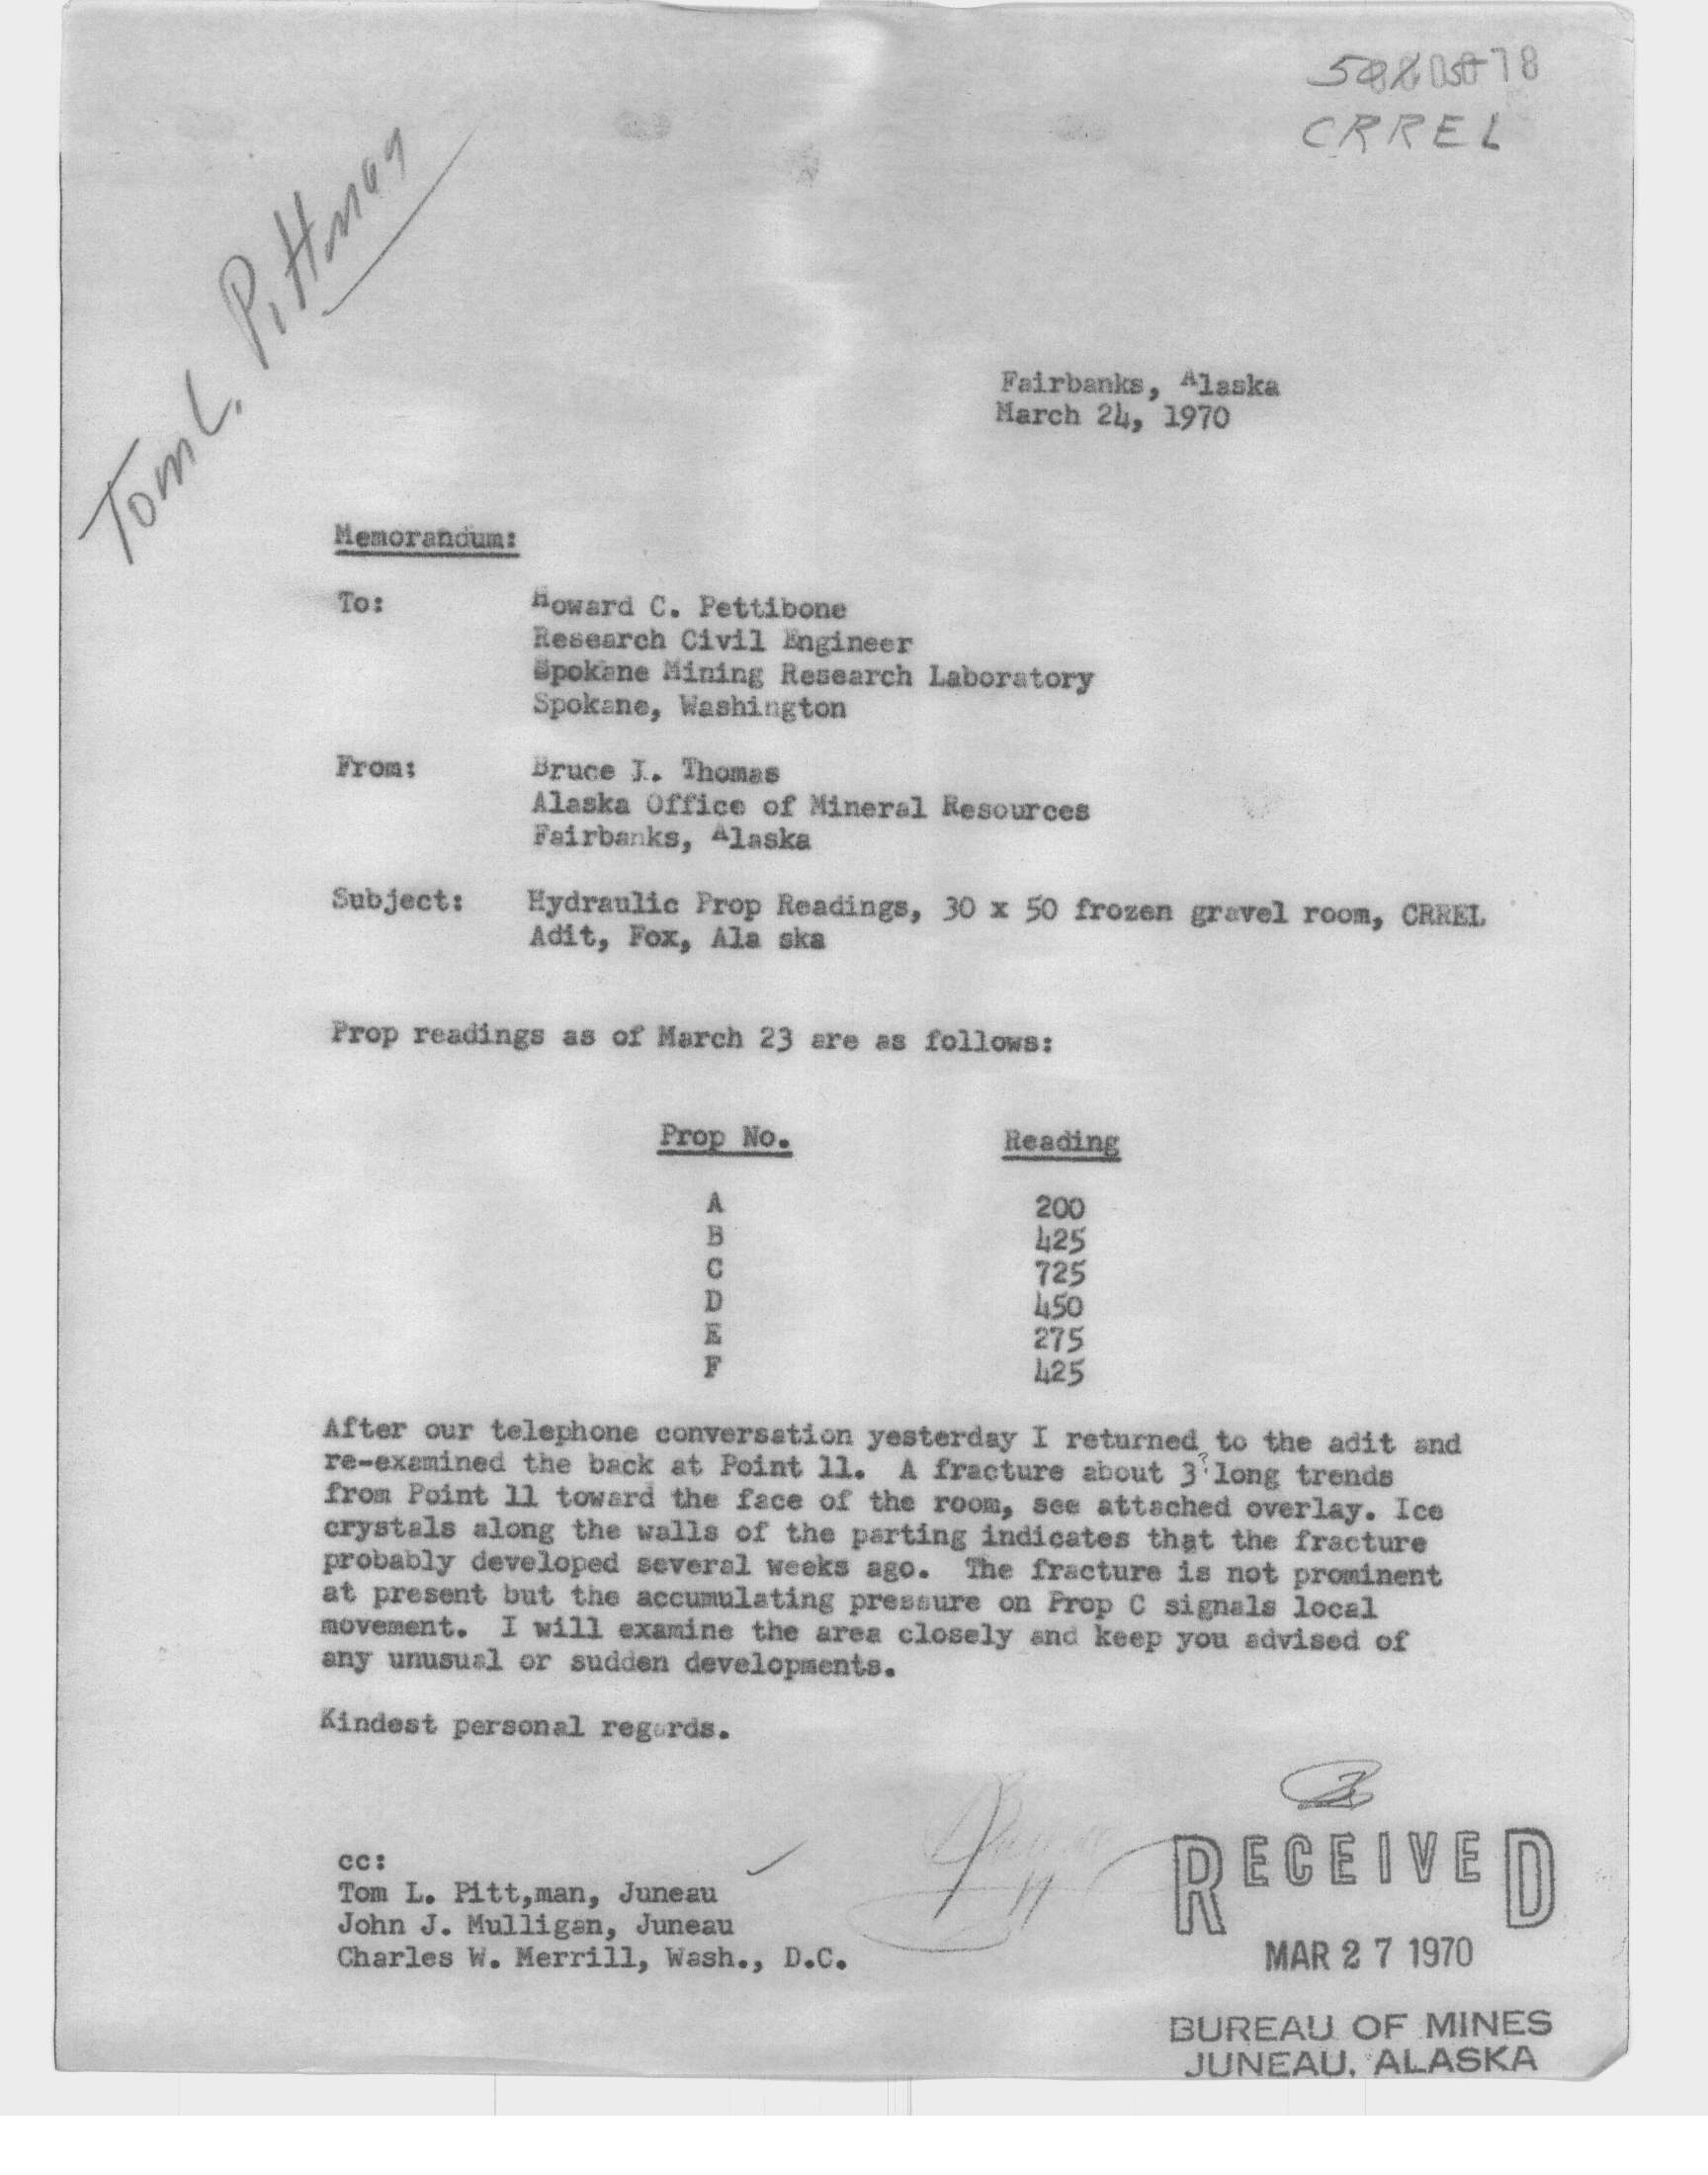 78
CRREL
Tom L. Pittman
Fairbanks, Alaska
March 24, 1970
Memorandum:
To: Howard C. Pettibone
Research Civil Engineer
Spokane Mining Research Laboratory
Spokane, Washington
From: Bruce I. Thomas
Alaska Office of Mineral Resources
Fairbanks, Alaska
Subject: Hydraulic Prop Readings, 30 x 50 frozen gravel room, CRREL
Adit, Fox, Ala ska
Prop readings as of March 23 are as follows:
Prop No. Reading
A 200
B 425
C 725
D 450
E 275
F 425
After our telephone conversation yesterday I returned to the adit and
re-examined the back at Point 11. A fracture about 3' long trends
from Point 11 toward the face of the room, see attached overlay. Ice
crystals along the walls of the parting indicates that the fracture
probably developed several weeks ago. The fracture is not prominent
at present but the accumulating pressure on Prop C signals local
movement. I will examine the area closely and keep you advised of
any unusual or sudden developments.
Kindest personal regards.
cc:
Tom L. Pitt,man, Juneau
John J. Mulligan, Juneau
Charles W. Merrill, Wash., D.C.
RECEIVED
MAR 27 1970
BUREAU OF MINES
JUNEAU, ALASKA